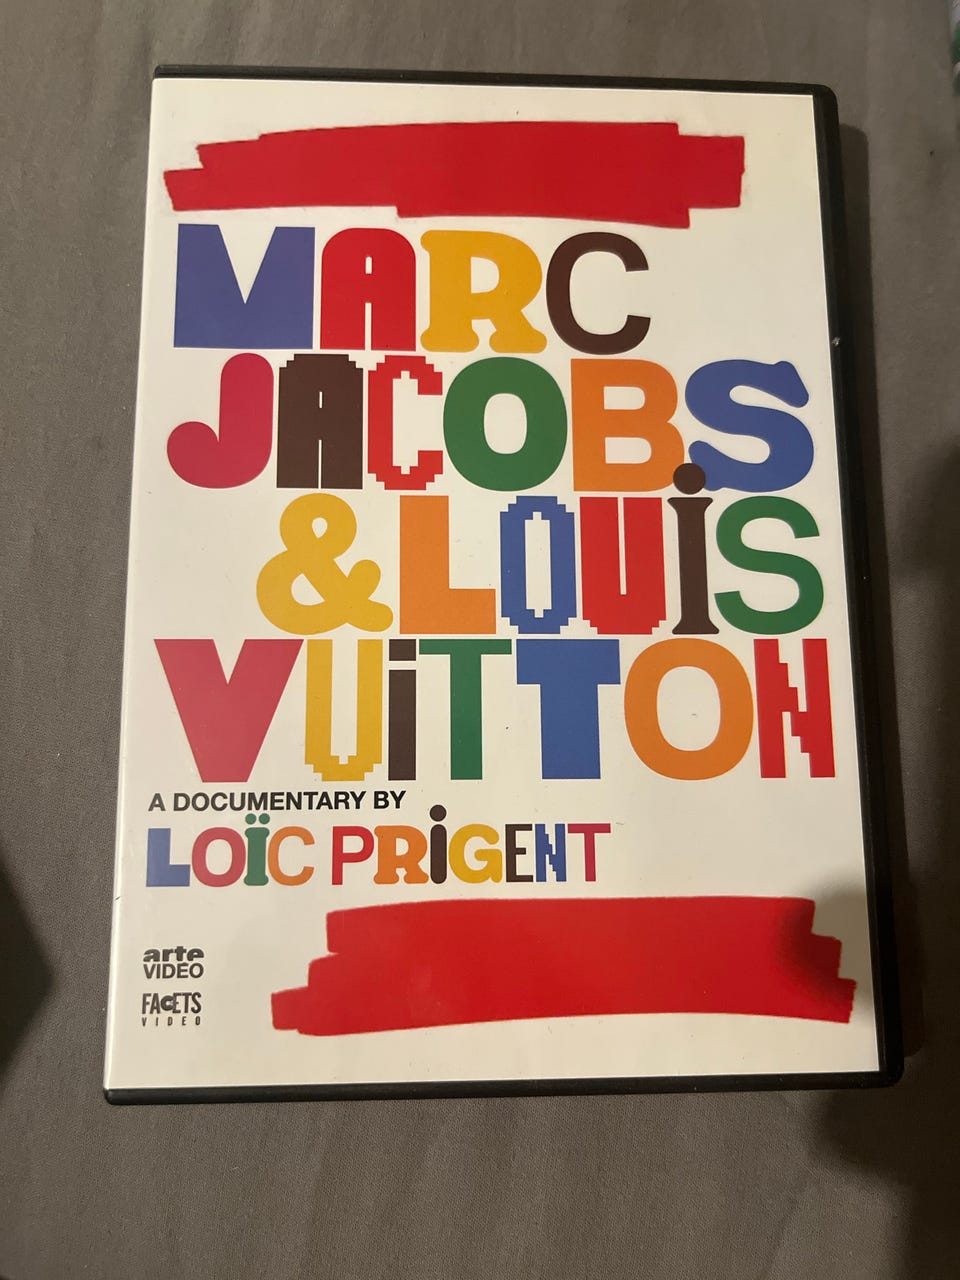 MARC
JACOBS
& LOUiS
VUiTTON
A DOCUMENTARY BY
LOÏC PRiGENT
arte
VIDEO
FACETS
VIDEO